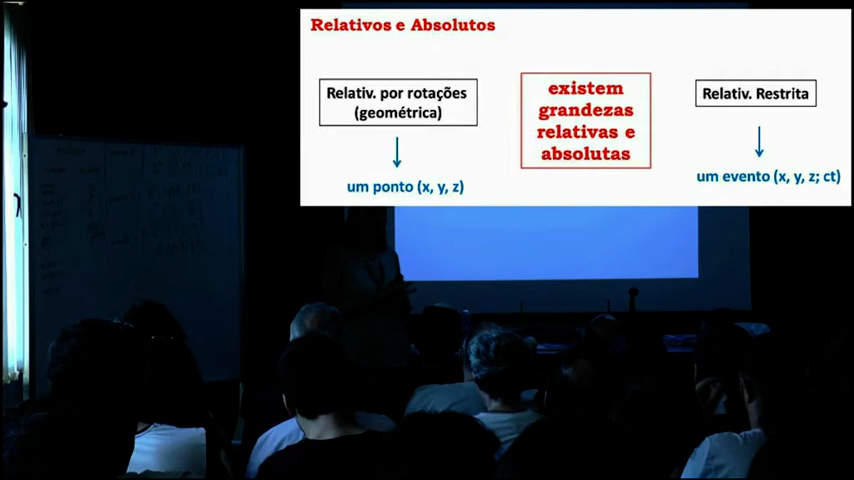 Relativos e Absolutos
Relativ. por rotações
(geométrica)
um ponto (x, y, z)
existem
grandezas
relativas e
absolutas
Relativ. Restrita
um evento (x, y, z; ct)